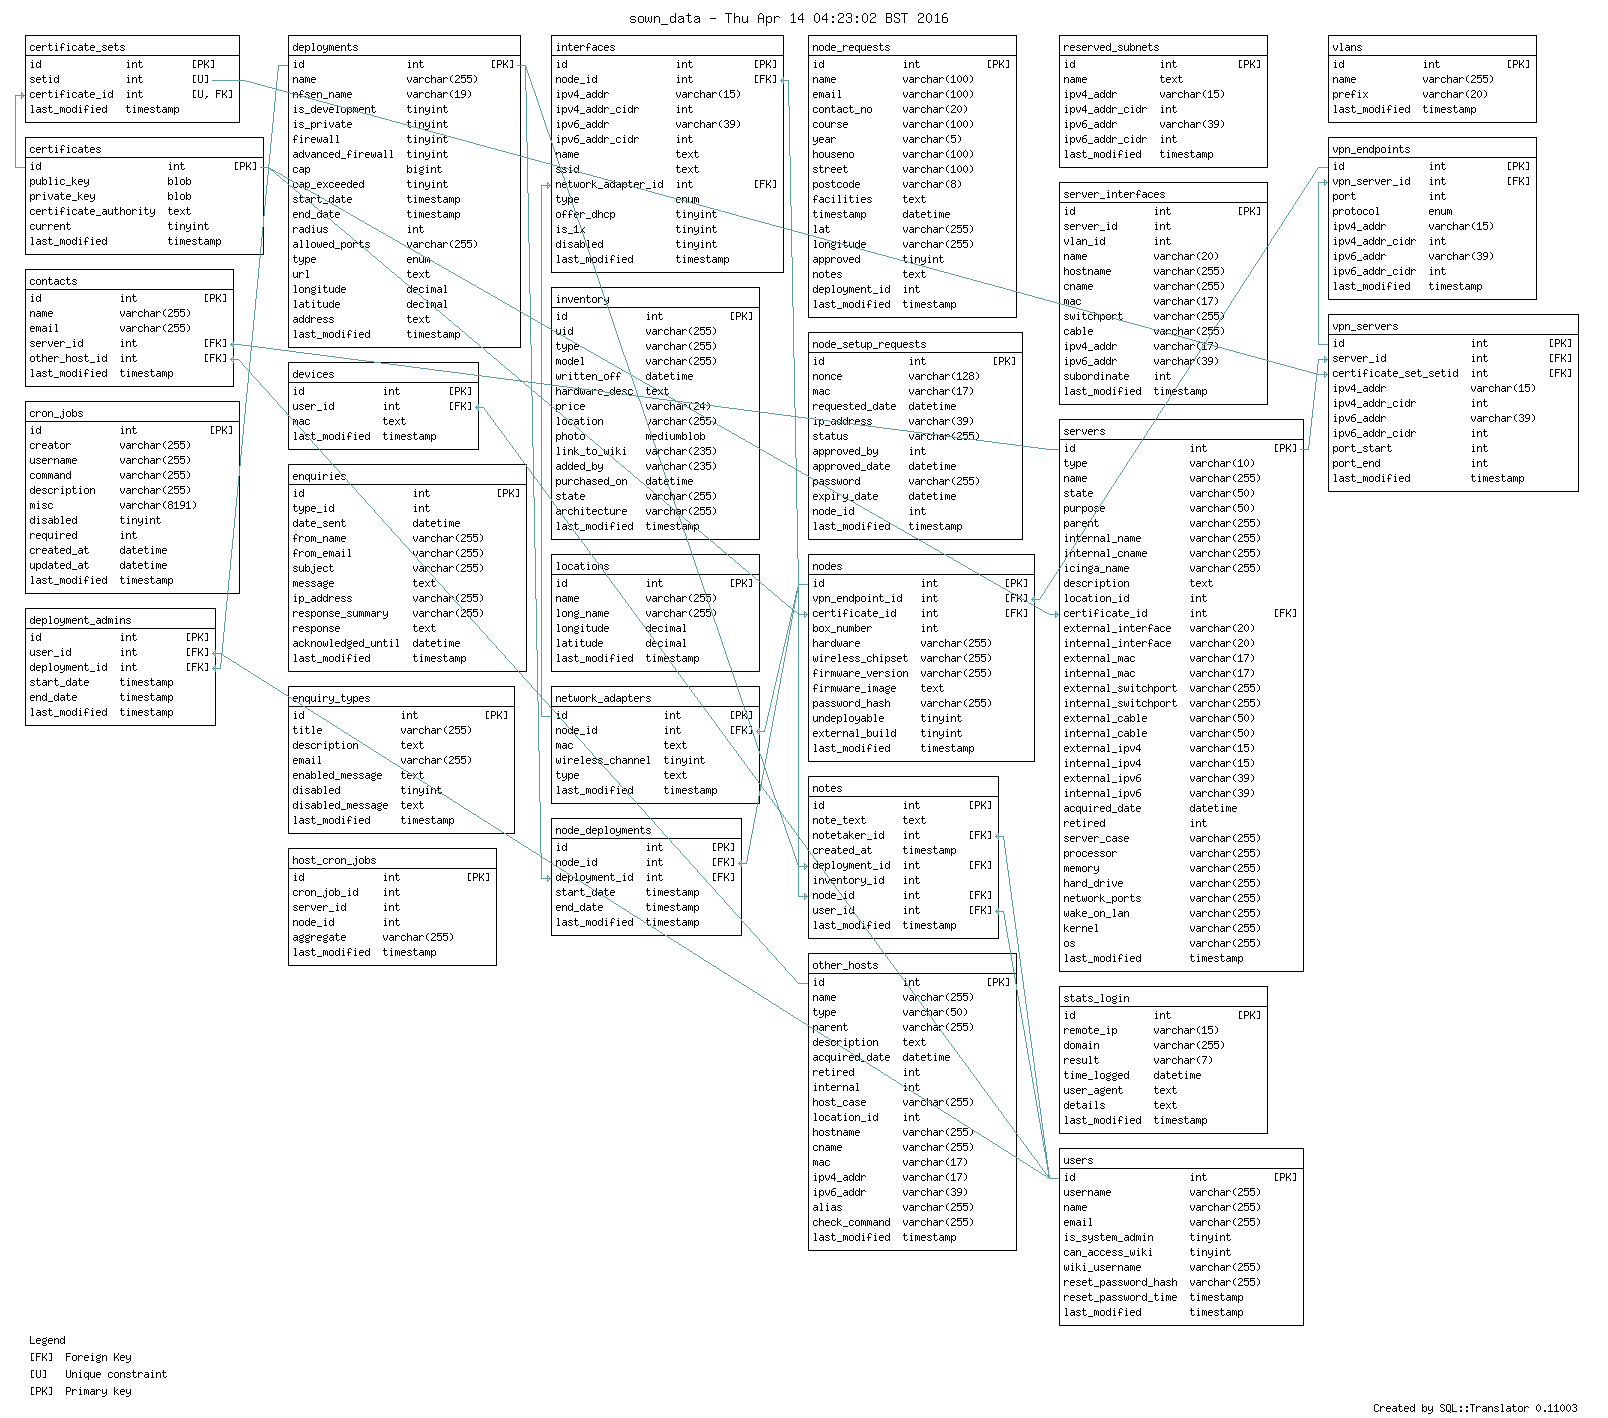 sown_data - Thu Apr 14 04:23:02 BST 2016
certificate_sets
id int [PK]
setid int [U]
certificate_id int [U, FK]
last_modified timestamp
certificates
id int [PK]
public_key blob
private_key blob
certificate_authority text
current tinyint
last_modified timestamp
contacts
id int [PK]
name varchar(255)
email varchar(255)
server_id int [FK]
other_host_id int [FK]
last_modified timestamp
cron_jobs
id int [PK]
creator varchar(255)
username varchar(255)
command varchar(255)
description varchar(255)
misc varchar(8191)
disabled tinyint
required int
created_at datetime
updated_at datetime
last_modified timestamp
deployment_admins
id int [PK]
user_id int [FK]
deployment_id int [FK]
start_date timestamp
end_date timestamp
last_modified timestamp
deployments
id int [PK]
name varchar(255)
nfsen_name varchar(19)
is_development tinyint
is_private tinyint
firewall tinyint
advanced_firewall tinyint
cap bigint
cap_exceeded tinyint
start_date timestamp
end_date timestamp
radius int
allowed_ports varchar(255)
type enum
url text
longitude decimal
latitude decimal
address text
last_modified timestamp
devices
id int [PK]
user_id int [FK]
mac text
last_modified timestamp
enquiries
id int [PK]
type_id int
date_sent datetime
from_name varchar(255)
from_email varchar(255)
subject varchar(255)
message text
ip_address varchar(255)
response_summary varchar(255)
response text
acknowledged_until datetime
last_modified timestamp
enquiry_types
id int [PK]
title varchar(255)
description text
email varchar(255)
enabled_message text
disabled tinyint
disabled_message text
last_modified timestamp
host_cron_jobs
id int [PK]
cron_job_id int
server_id int
node_id int
aggregate varchar(255)
last_modified timestamp
interfaces
id int [PK]
node_id int [FK]
ipv4_addr varchar(15)
ipv4_addr_cidr int
ipv6_addr varchar(39)
ipv6_addr_cidr int
name text
ssid text
network_adapter_id int [FK]
type enum
offer_dhcp tinyint
is_1x tinyint
disabled tinyint
last_modified timestamp
inventory
id int [PK]
uid varchar(255)
type varchar(255)
model varchar(255)
written_off datetime
hardware_desc text
price varchar(24)
location varchar(255)
photo mediumblob
link_to_wiki varchar(235)
added_by varchar(235)
purchased_on datetime
state varchar(255)
architecture varchar(255)
last_modified timestamp
locations
id int [PK]
name varchar(255)
long_name varchar(255)
longitude decimal
latitude decimal
last_modified timestamp
network_adapters
id int [PK]
node_id int [FK]
mac text
wireless_channel tinyint
type text
last_modified timestamp
node_deployments
id int [PK]
node_id int [FK]
deployment_id int [FK]
start_date timestamp
end_date timestamp
last_modified timestamp
node_requests
id int [PK]
name varchar(100)
email varchar(100)
contact_no varchar(20)
course varchar(100)
year varchar(5)
houseno varchar(100)
street varchar(100)
postcode varchar(8)
facilities text
timestamp datetime
lat varchar(255)
longitude varchar(255)
approved tinyint
notes text
deployment_id int
last_modified timestamp
node_setup_requests
id int [PK]
nonce varchar(128)
mac varchar(17)
requested_date datetime
ip_address varchar(39)
status varchar(255)
approved_by int
approved_date datetime
password varchar(255)
expiry_date datetime
node_id int
last_modified timestamp
nodes
id int [PK]
vpn_endpoint_id int [FK]
certificate_id int [FK]
box_number int
hardware varchar(255)
wireless_chipset varchar(255)
firmware_version varchar(255)
firmware_image text
password_hash varchar(255)
undeployable tinyint
external_build tinyint
last_modified timestamp
notes
id int [PK]
note_text text
notetaker_id int [FK]
created_at timestamp
deployment_id int [FK]
inventory_id int
node_id int [FK]
user_id int [FK]
last_modified timestamp
other_hosts
id int [PK]
name varchar(255)
type varchar(50)
parent varchar(255)
description text
acquired_date datetime
retired int
internal int
host_case varchar(255)
location_id int
hostname varchar(255)
cname varchar(255)
mac varchar(17)
ipv4_addr varchar(17)
ipv6_addr varchar(39)
alias varchar(255)
check_command varchar(255)
last_modified timestamp
reserved_subnets
id int [PK]
name text
ipv4_addr varchar(15)
ipv4_addr_cidr int
ipv6_addr varchar(39)
ipv6_addr_cidr int
last_modified timestamp
server_interfaces
id int [PK]
server_id int
vlan_id int
name varchar(20)
hostname varchar(255)
cname varchar(255)
mac varchar(17)
switchport varchar(255)
cable varchar(255)
ipv4_addr varchar(17)
ipv6_addr varchar(39)
subordinate int
last_modified timestamp
servers
id int [PK]
type varchar(10)
name varchar(255)
state varchar(50)
purpose varchar(50)
parent varchar(255)
internal_name varchar(255)
internal_cname varchar(255)
icinga_name varchar(255)
description text
location_id int
certificate_id int [FK]
external_interface varchar(20)
internal_interface varchar(20)
external_mac varchar(17)
internal_mac varchar(17)
external_switchport varchar(255)
internal_switchport varchar(255)
external_cable varchar(50)
internal_cable varchar(50)
external_ipv4 varchar(15)
internal_ipv4 varchar(15)
external_ipv6 varchar(39)
internal_ipv6 varchar(39)
acquired_date datetime
retired int
server_case varchar(255)
processor varchar(255)
memory varchar(255)
hard_drive varchar(255)
network_ports varchar(255)
wake_on_lan varchar(255)
kernel varchar(255)
os varchar(255)
last_modified timestamp
stats_login
id int [PK]
remote_ip varchar(15)
domain varchar(255)
result varchar(7)
time_logged datetime
user_agent text
details text
last_modified timestamp
users
id int [PK]
username varchar(255)
name varchar(255)
email varchar(255)
is_system_admin tinyint
can_access_wiki tinyint
wiki_username varchar(255)
reset_password_hash varchar(255)
reset_password_time timestamp
last_modified timestamp
vlans
id int [PK]
name varchar(255)
prefix varchar(20)
last_modified timestamp
vpn_endpoints
id int [PK]
vpn_server_id int [FK]
port int
protocol enum
ipv4_addr varchar(15)
ipv4_addr_cidr int
ipv6_addr varchar(39)
ipv6_addr_cidr int
last_modified timestamp
vpn_servers
id int [PK]
server_id int [FK]
certificate_set_setid int [FK]
ipv4_addr varchar(15)
ipv4_addr_cidr int
ipv6_addr varchar(39)
ipv6_addr_cidr int
port_start int
port_end int
last_modified timestamp
Legend
[FK] Foreign Key
[U] Unique constraint
[PK] Primary key
Created by SQL::Translator 0.11003